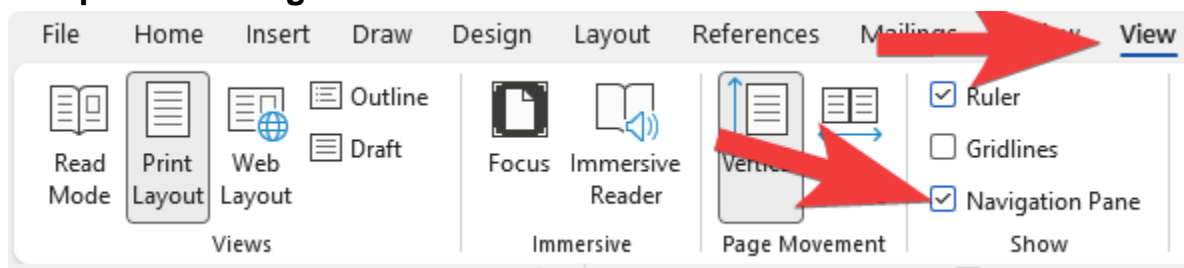 File Home Insert Draw Design Layout References View
Outline Ruler
Draft Gridlines
Read Print Web Focus Immersive
Mode Layout Layout Reader Navigation Pane
Views Immersive Page Movement Show